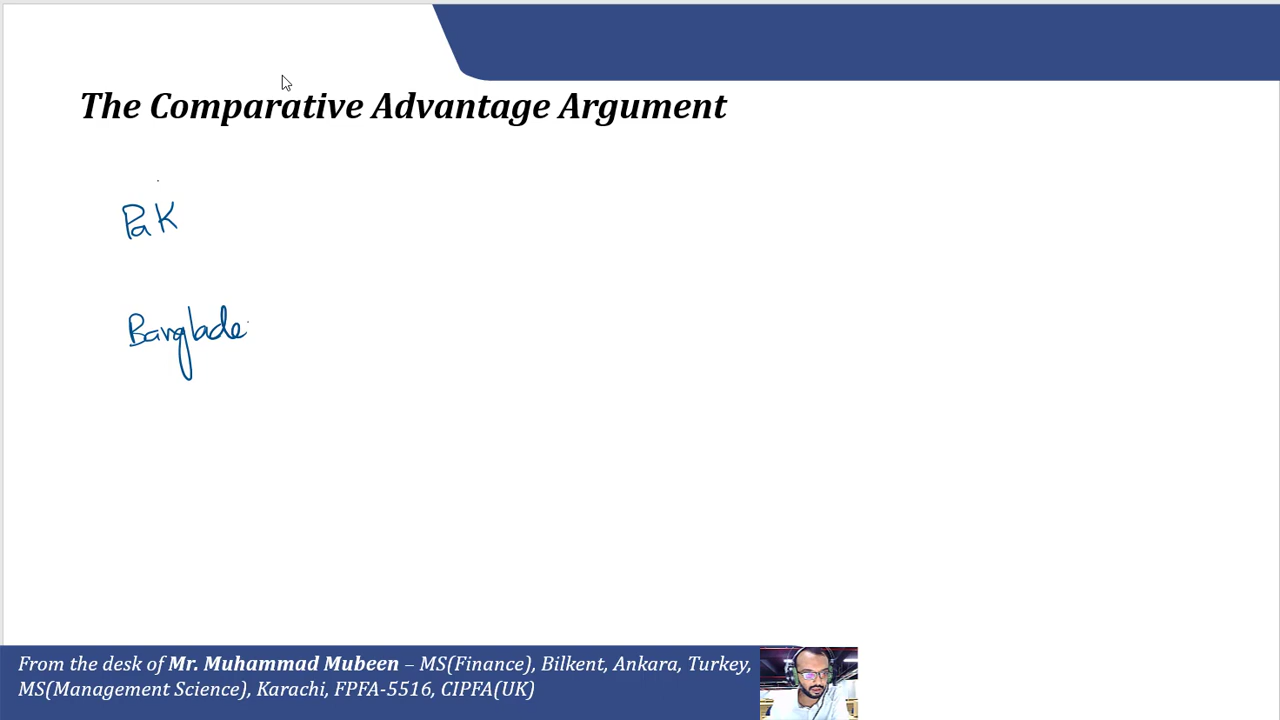 The Comparative Advantage Argument
Pak
Banglade
From the desk of Mr. Muhammad Mubeen – MS(Finance), Bilkent, Ankara, Turkey,
MS(Management Science), Karachi, FPFA-5516, CIPFA(UK)